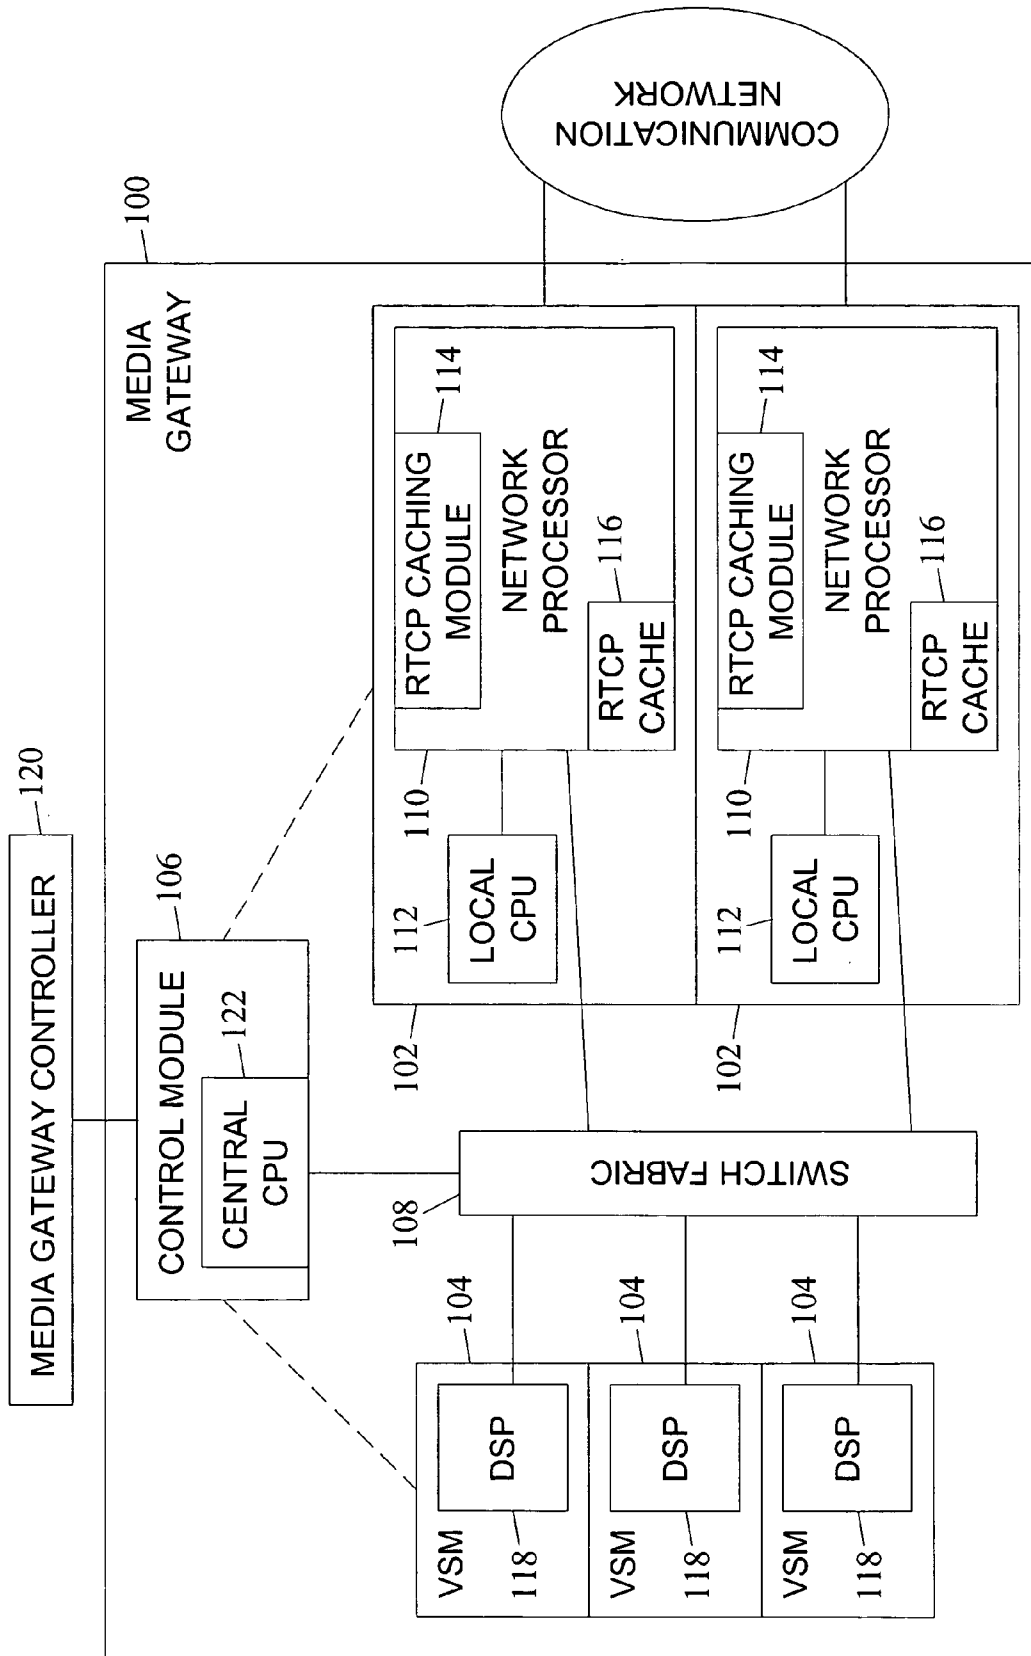 MEDIA GATEWAY CONTROLLER
120
MEDIA
GATEWAY
100
CONTROL MODULE
106
CENTRAL
CPU
122
VSM
DSP
104
118
VSM
DSP
104
118
VSM
DSP
104
118
108
SWITCH FABRIC
102
112
LOCAL
CPU
110
RTCP CACHING
MODULE
114
NETWORK
PROCESSOR
RTCP
CACHE
116
102
112
LOCAL
CPU
110
RTCP CACHING
MODULE
114
NETWORK
PROCESSOR
RTCP
CACHE
116
COMMUNICATION
NETWORK